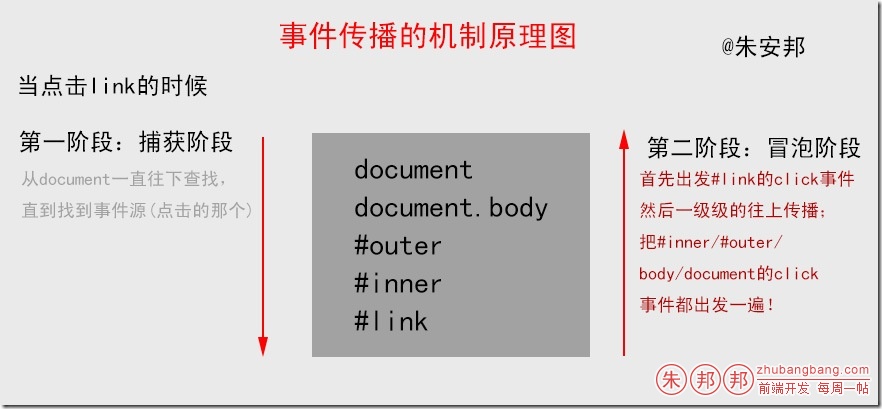 事件传播的机制原理图
@朱安邦
当点击link的时候
第一阶段：捕获阶段
从document一直往下查找，
直到找到事件源(点击的那个)
document
document.body
#outer
#inner
#link
第二阶段：冒泡阶段
首先出发#link的click事件
然后一级级的往上传播；
把#inner/#outer/
body/document的click
事件都出发一遍！
朱邦邦
zhubangbang.com
前端开发 每周一帖